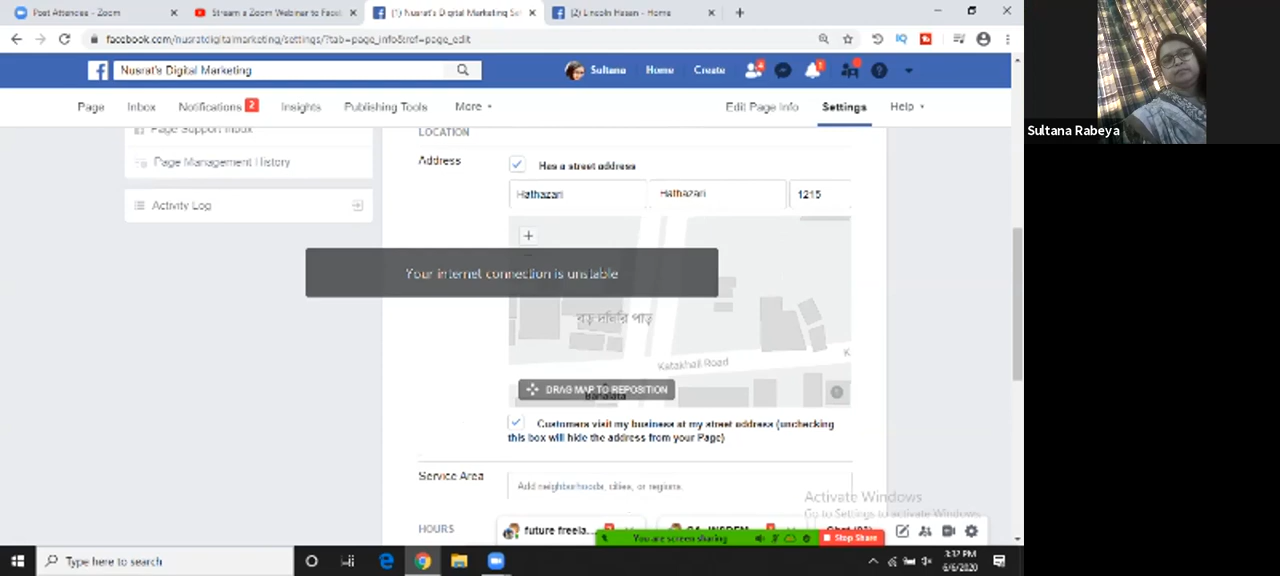 Post Attendee - Zoom
Stream a Zoom Webinar to Faceb
(1) Nusrat's Digital Marketing Set
(2) Lincoln Hasan - Home
facebook.com/nusratdigitalmarketing/settings/?tab=page_info&ref=page_edit
Nusrat's Digital Marketing
Sultana
Home
Create
Page
Inbox
Notifications 2
Insights
Publishing Tools
More
Edit Page Info
Settings
Help
Page Support Inbox
Page Management History
Activity Log
LOCATION
Address
Has a street address
Hathazari
Hathazari
1215
Your internet connection is unstable
Katakhali Road
K
DRAG MAP TO REPOSITION
Customers visit my business at my street address (unchecking
this box will hide the address from your Page)
Service Area
Add neighborhoods, cities, or regions.
HOURS
future freela...
You are screen sharing
Stop Share
Activate Windows
Go to Settings to activate Windows.
Type here to search
3:37 PM
6/6/2020
Sultana Rabeya